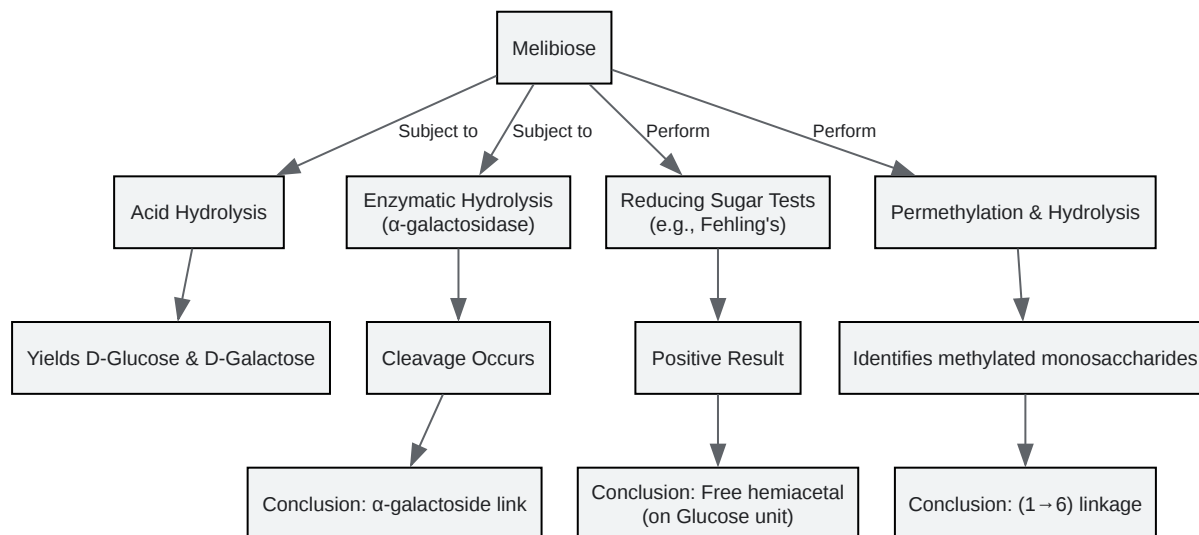 Melibiose
Subject to
Subject to
Perform
Perform
Acid Hydrolysis
Enzymatic Hydrolysis
(α-galactosidase)
Reducing Sugar Tests
(e.g., Fehling's)
Permethylation & Hydrolysis
Yields D-Glucose & D-Galactose
Cleavage Occurs
Positive Result
Identifies methylated monosaccharides
Conclusion: α-galactoside link
Conclusion: Free hemiacetal
(on Glucose unit)
Conclusion: (1→6) linkage